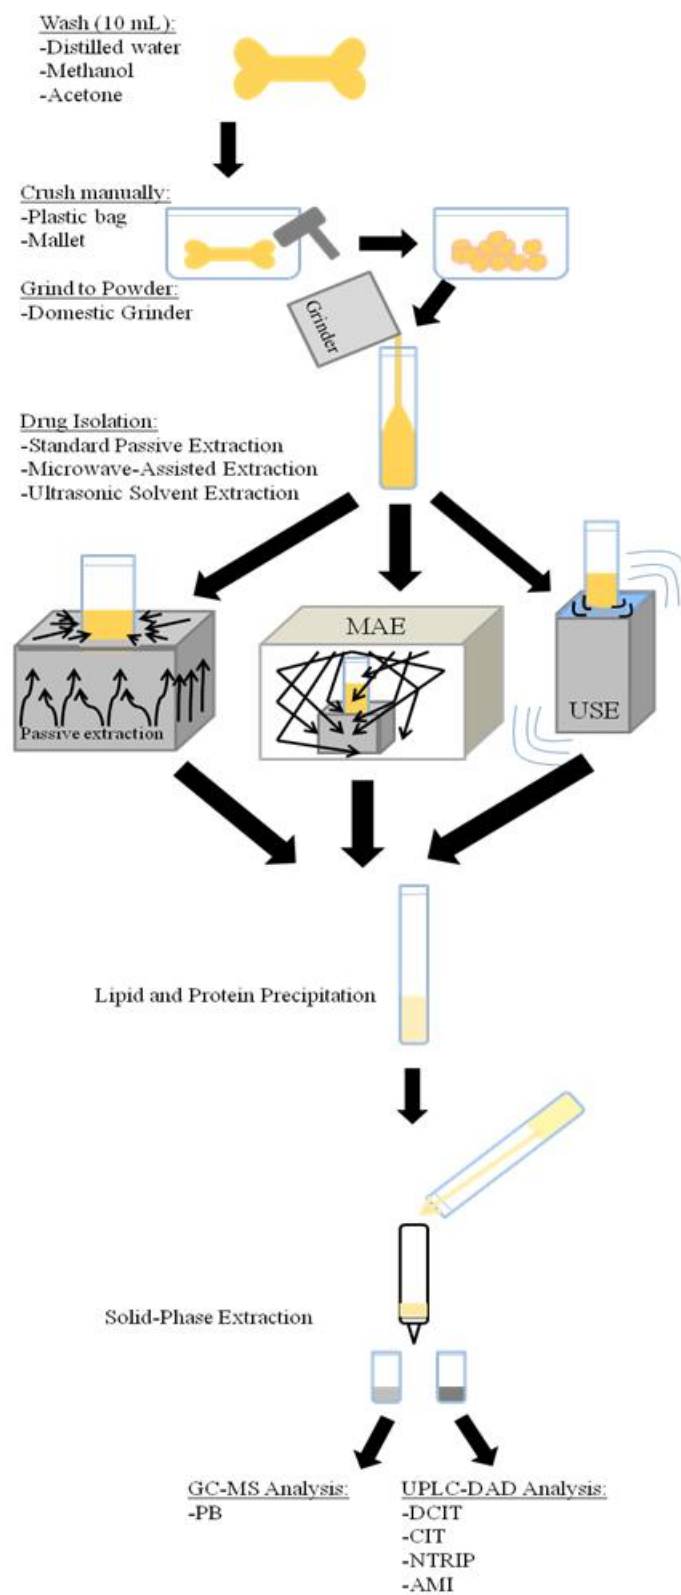 Wash (10 mL):
-Distilled water
-Methanol
-Acetone
Crush manually:
-Plastic bag
-Mallet
Grind to Powder:
-Domestic Grinder
Grinder
Drug Isolation:
-Standard Passive Extraction
-Microwave-Assisted Extraction
-Ultrasonic Solvent Extraction
Passive extraction
MAE
USE
Lipid and Protein Precipitation
Solid-Phase Extraction
GC-MS Analysis:
-PB
UPLC-DAD Analysis:
-DCIT
-CIT
-NTRIP
-AMI